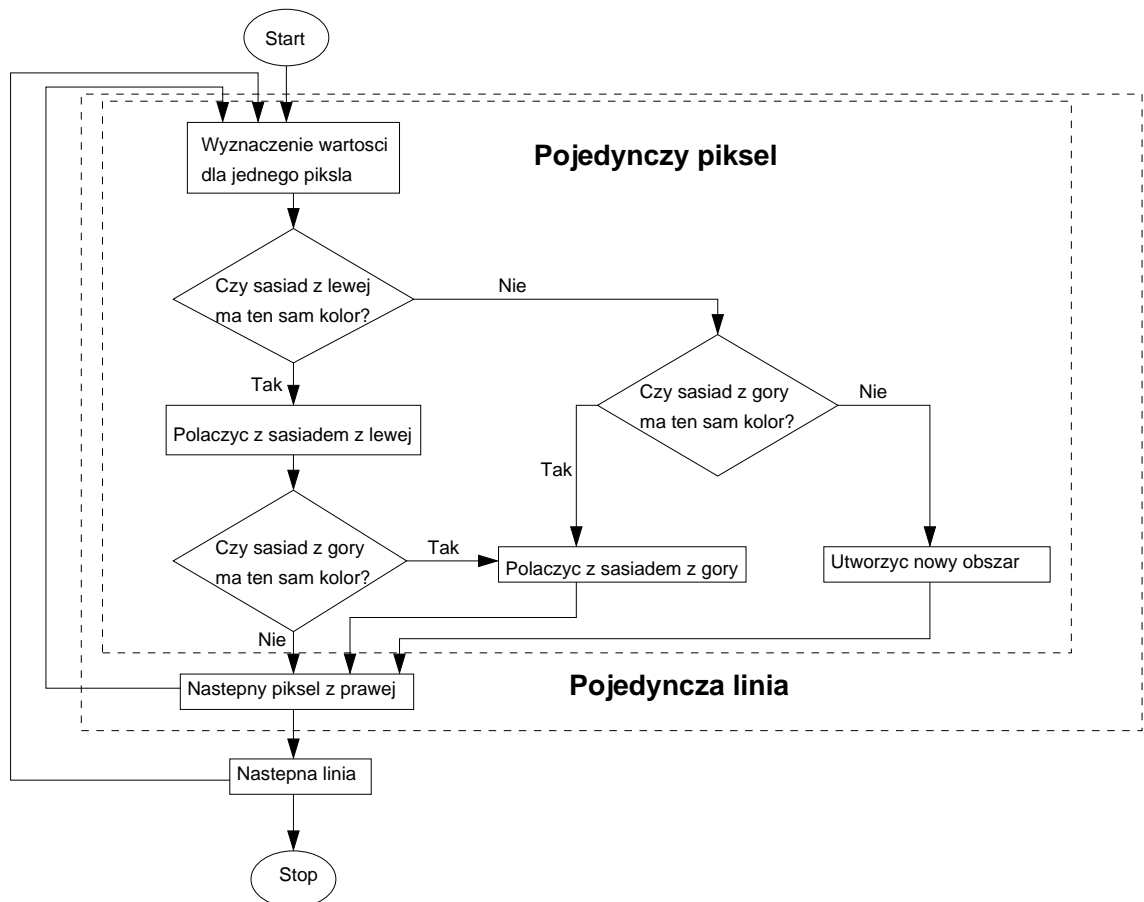 Start
Wyznaczenie wartosci
dla jednego piksla
Pojedynczy piksel
Czy sasiad z lewej
ma ten sam kolor?
Nie
Tak
Czy sasiad z gory
ma ten sam kolor?
Nie
Polaczyc z sasiadem z lewej
Tak
Czy sasiad z gory
ma ten sam kolor?
Tak
Polaczyc z sasiadem z gory
Utworzyc nowy obszar
Nie
Nastepny piksel z prawej
Pojedyncza linia
Nastepna linia
Stop